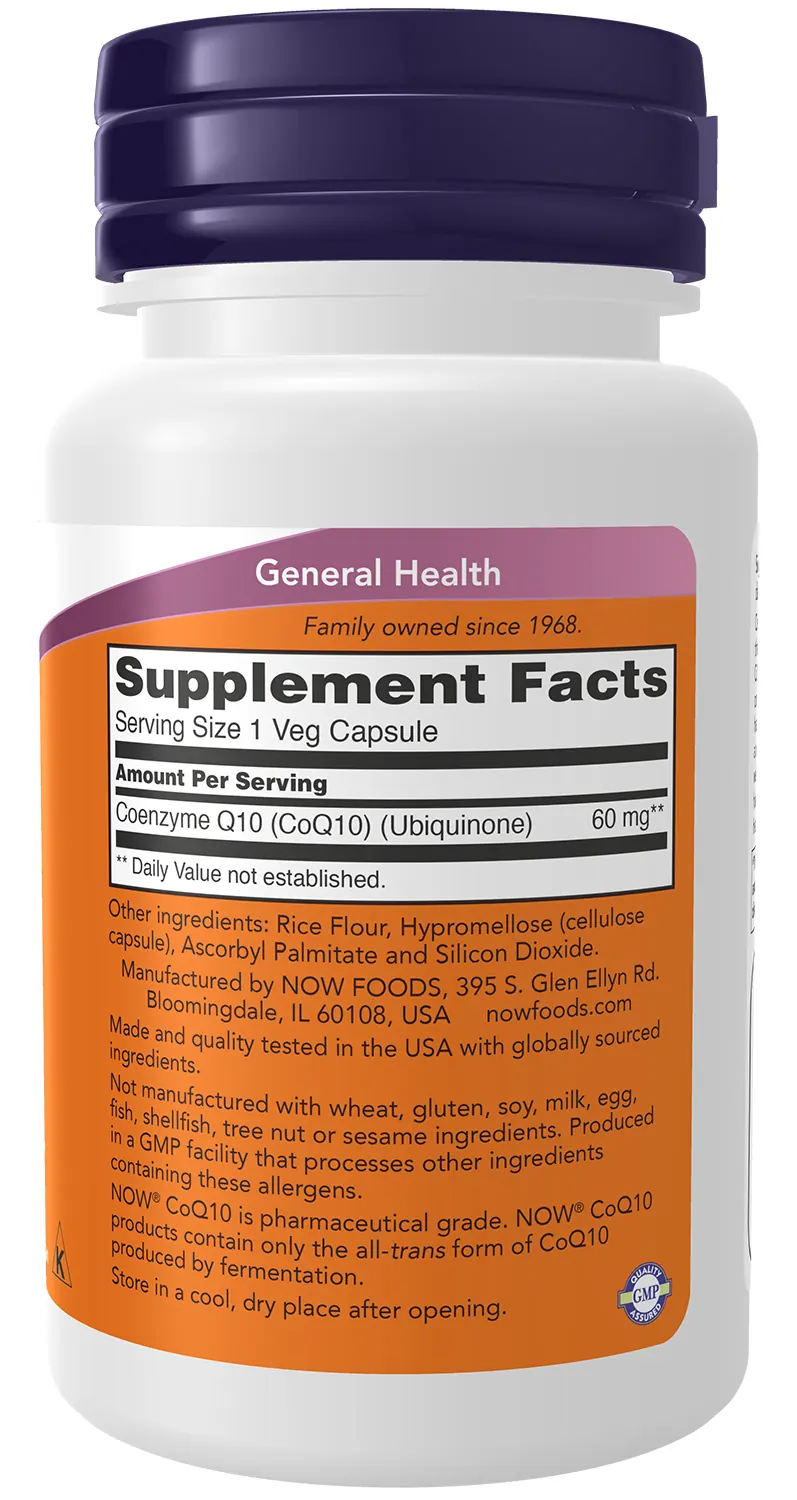 General Health
Family owned since 1968.
Supplement Facts
Serving Size 1 Veg Capsule
Amount Per Serving
Coenzyme Q10 (CoQ10) (Ubiquinone) 60 mg**
** Daily Value not established.
Other ingredients: Rice Flour, Hypromellose (cellulose
capsule), Ascorbyl Palmitate and Silicon Dioxide.
Manufactured by NOW FOODS, 395 S. Glen Ellyn Rd.
Bloomingdale, IL 60108, USA nowfoods.com
Made and quality tested in the USA with globally sourced
ingredients.
Not manufactured with wheat, gluten, soy, milk, egg,
fish, shellfish, tree nut or sesame ingredients. Produced
in a GMP facility that processes other ingredients
containing these allergens.
NOW® CoQ10 is pharmaceutical grade. NOW® CoQ10
products contain only the all-trans form of CoQ10
produced by fermentation.
Store in a cool, dry place after opening.
K
QUALITY
GMP
ASSURED